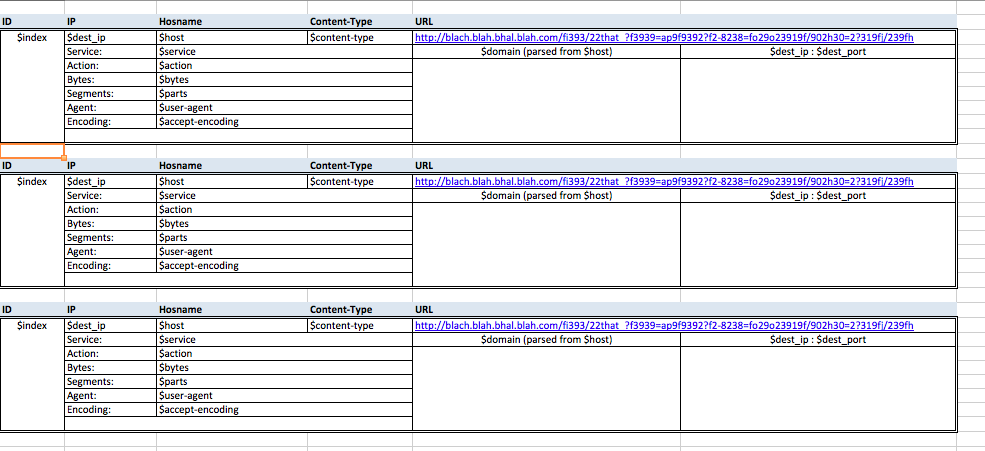 ID IP Hosname Content-Type URL
$index $dest_ip $host $content-type http://blach.blah.bhal.blah.com/fi393/22that_?f3939=ap9f9392?f2-8238=fo29o23919f/902h30=2?319fj/239fh
Service: $service $domain (parsed from $host) $dest_ip : $dest_port
Action: $action
Bytes: $bytes
Segments: $parts
Agent: $user-agent
Encoding: $accept-encoding
ID IP Hosname Content-Type URL
$index $dest_ip $host $content-type http://blach.blah.bhal.blah.com/fi393/22that_?f3939=ap9f9392?f2-8238=fo29o23919f/902h30=2?319fj/239fh
Service: $service $domain (parsed from $host) $dest_ip : $dest_port
Action: $action
Bytes: $bytes
Segments: $parts
Agent: $user-agent
Encoding: $accept-encoding
ID IP Hosname Content-Type URL
$index $dest_ip $host $content-type http://blach.blah.bhal.blah.com/fi393/22that_?f3939=ap9f9392?f2-8238=fo29o23919f/902h30=2?319fj/239fh
Service: $service $domain (parsed from $host) $dest_ip : $dest_port
Action: $action
Bytes: $bytes
Segments: $parts
Agent: $user-agent
Encoding: $accept-encoding